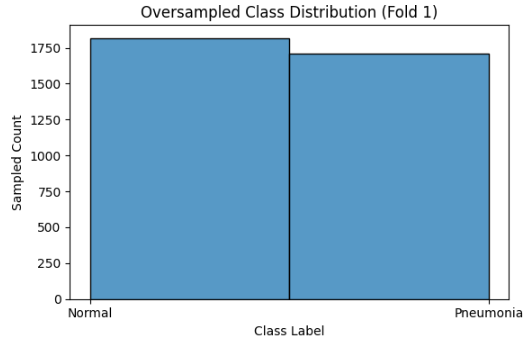 Oversampled Class Distribution (Fold 1)
1750
1500
1250
1000
750
500
250
0
Sampled Count
Normal
Pneumonia
Class Label